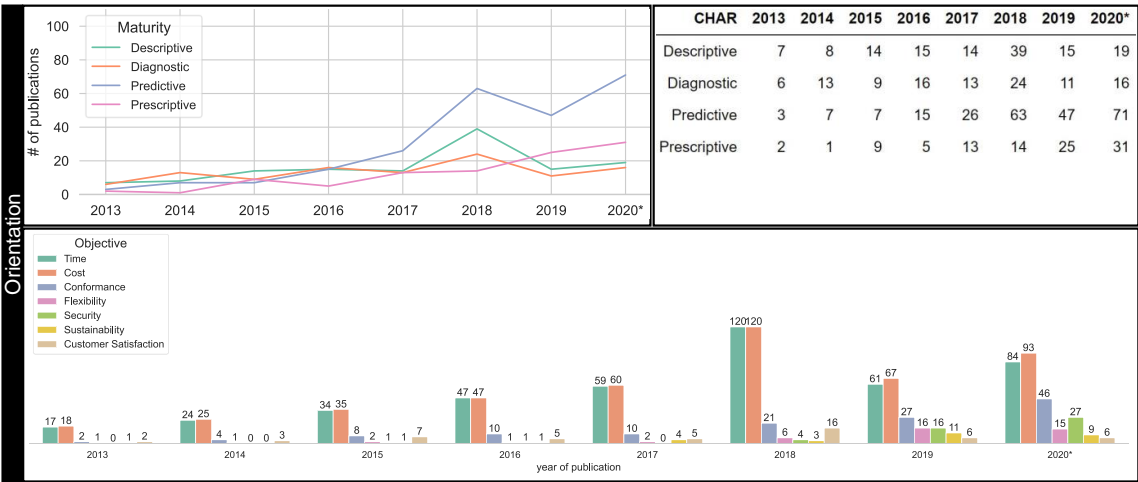 Orientation
Maturity
Descriptive
Diagnostic
Predictive
Prescriptive
# of publications
100
80
60
40
20
0
2013 2014 2015 2016 2017 2018 2019 2020*
CHAR 2013 2014 2015 2016 2017 2018 2019 2020*
Descriptive 7 8 14 15 14 39 15 19
Diagnostic 6 13 9 16 13 24 11 16
Predictive 3 7 7 15 26 63 47 71
Prescriptive 2 1 9 5 13 14 25 31
Objective
Time
Cost
Conformance
Flexibility
Security
Sustainability
Customer Satisfaction
17 18 2 1 0 1 2
24 25 4 1 0 0 3
34 35 8 2 1 1 7
47 47 10 1 1 1 5
59 60 10 2 0 4 5
120 120 21 6 4 3 16
61 67 27 16 16 11 6
84 93 46 15 27 9 6
2013 2014 2015 2016 2017 2018 2019 2020*
year of publication